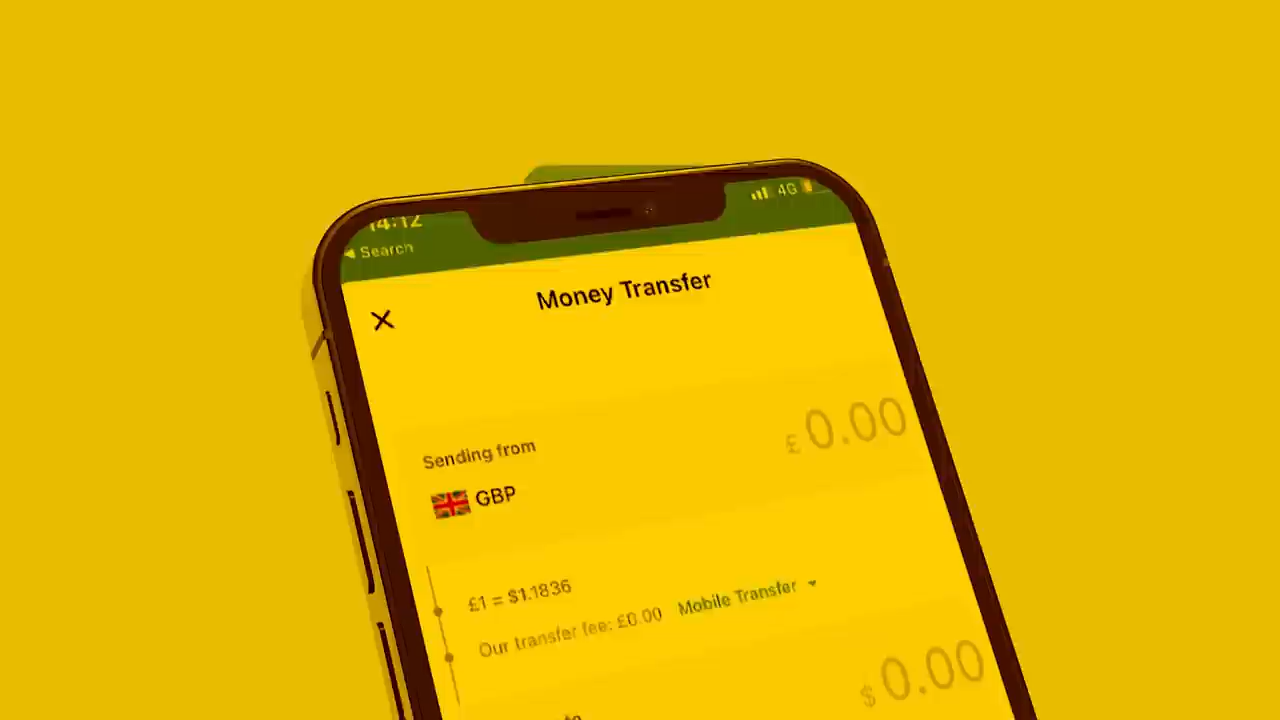 14:12
4G
◀ Search
Money Transfer
£0.00
Sending from
GBP
£1 = $1.1836
Our transfer fee: £0.00 Mobile Transfer
$0.00